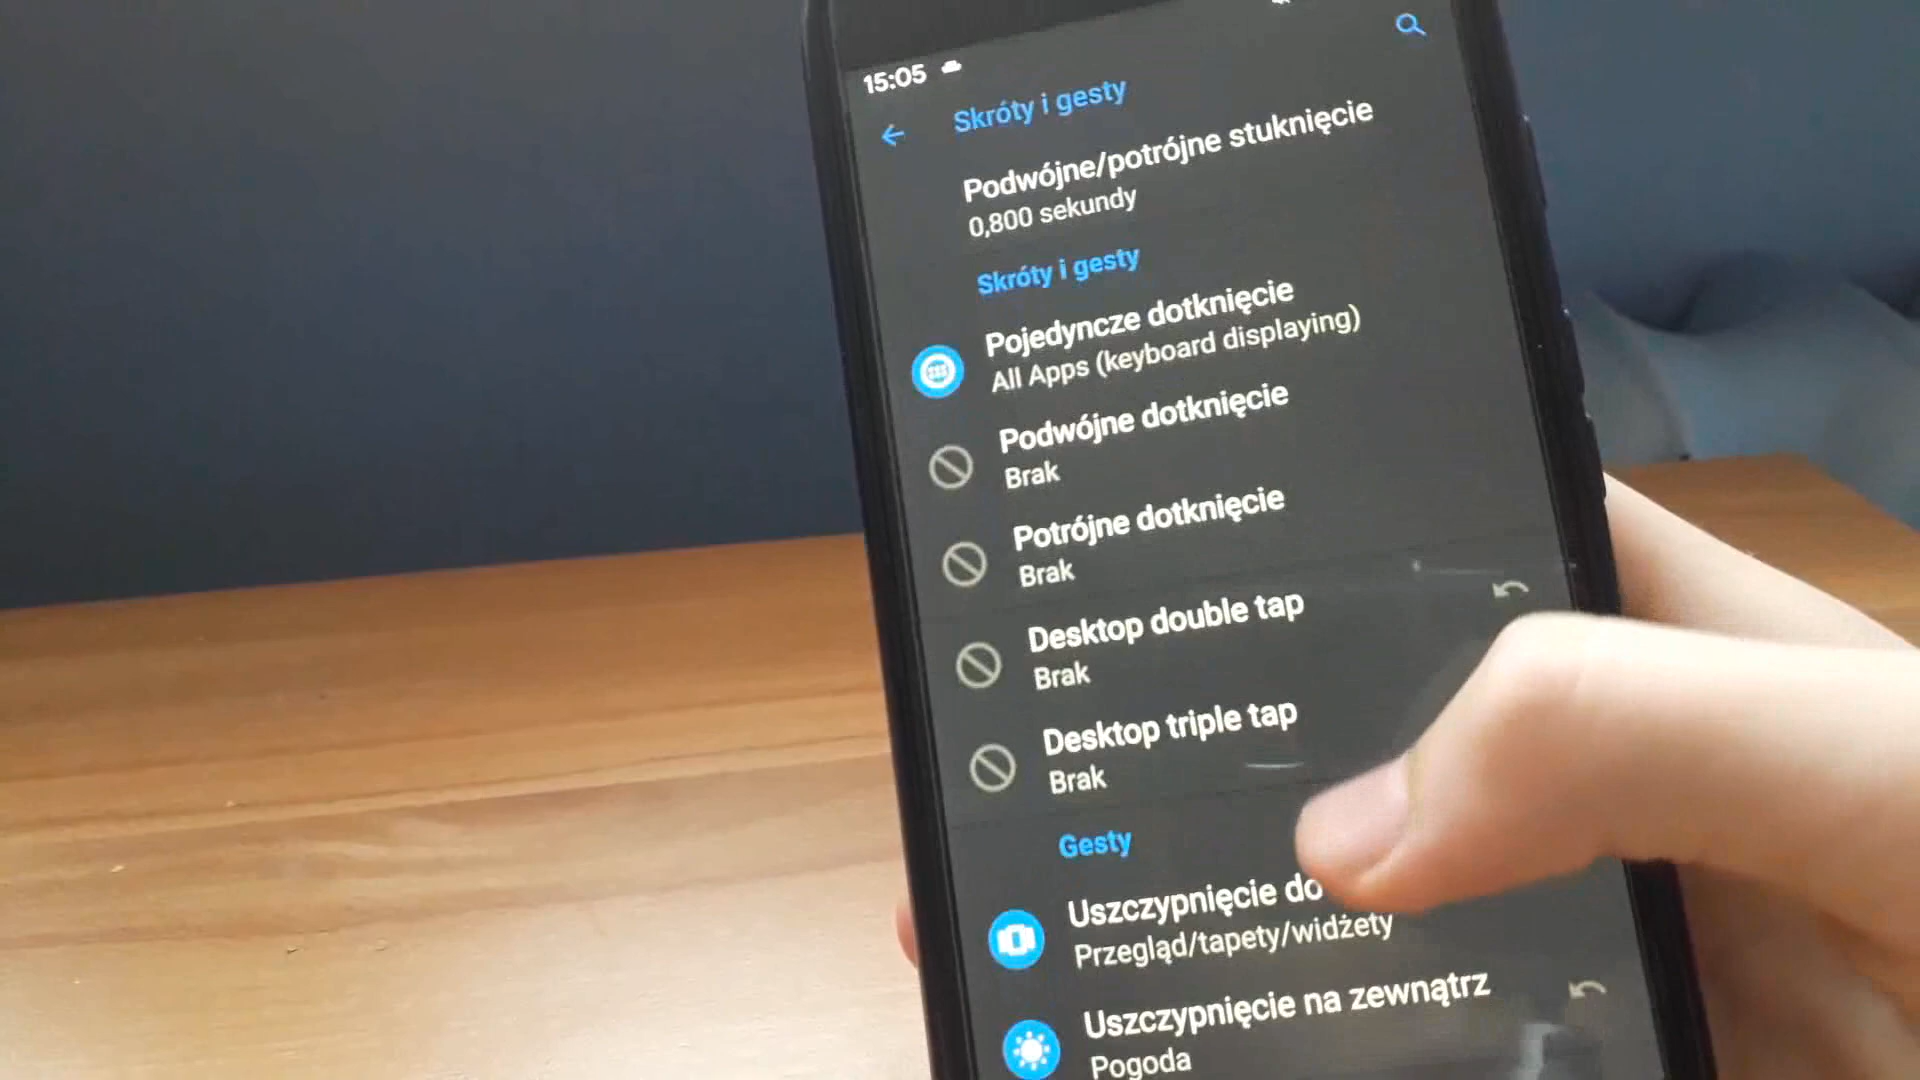 15:05
Skróty i gesty
Podwójne/potrójne stuknięcie
0,800 sekundy
Skróty i gesty
Pojedyncze dotknięcie
All Apps (keyboard displaying)
Podwójne dotknięcie
Brak
Potrójne dotknięcie
Brak
Desktop double tap
Brak
Desktop triple tap
Brak
Gesty
Uszczypnięcie do
Przegląd/tapety/widżety
Uszczypnięcie na zewnątrz
Pogoda